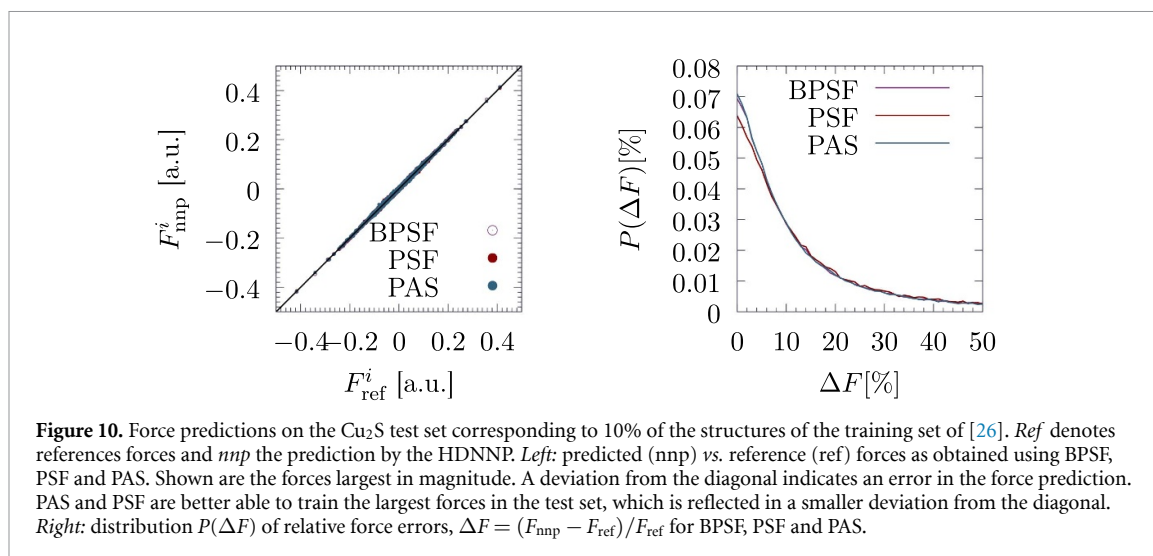 0.4
0.2
0
−0.2
−0.4
F^i_nnp [a.u.]
BPSF
PSF
PAS
−0.4 −0.2 0 0.2 0.4
F^i_ref [a.u.]
0.08
0.07
0.06
0.05
0.04
0.03
0.02
0.01
0
P(ΔF)[%]
BPSF
PSF
PAS
0 10 20 30 40 50
ΔF[%]
Figure 10. Force predictions on the Cu₂S test set corresponding to 10% of the structures of the training set of [26]. Ref denotes
references forces and nnp the prediction by the HDNNP. Left: predicted (nnp) vs. reference (ref) forces as obtained using BPSF,
PSF and PAS. Shown are the forces largest in magnitude. A deviation from the diagonal indicates an error in the force prediction.
PAS and PSF are better able to train the largest forces in the test set, which is reflected in a smaller deviation from the diagonal.
Right: distribution P(ΔF) of relative force errors, ΔF = (F_nnp − F_ref)/F_ref for BPSF, PSF and PAS.